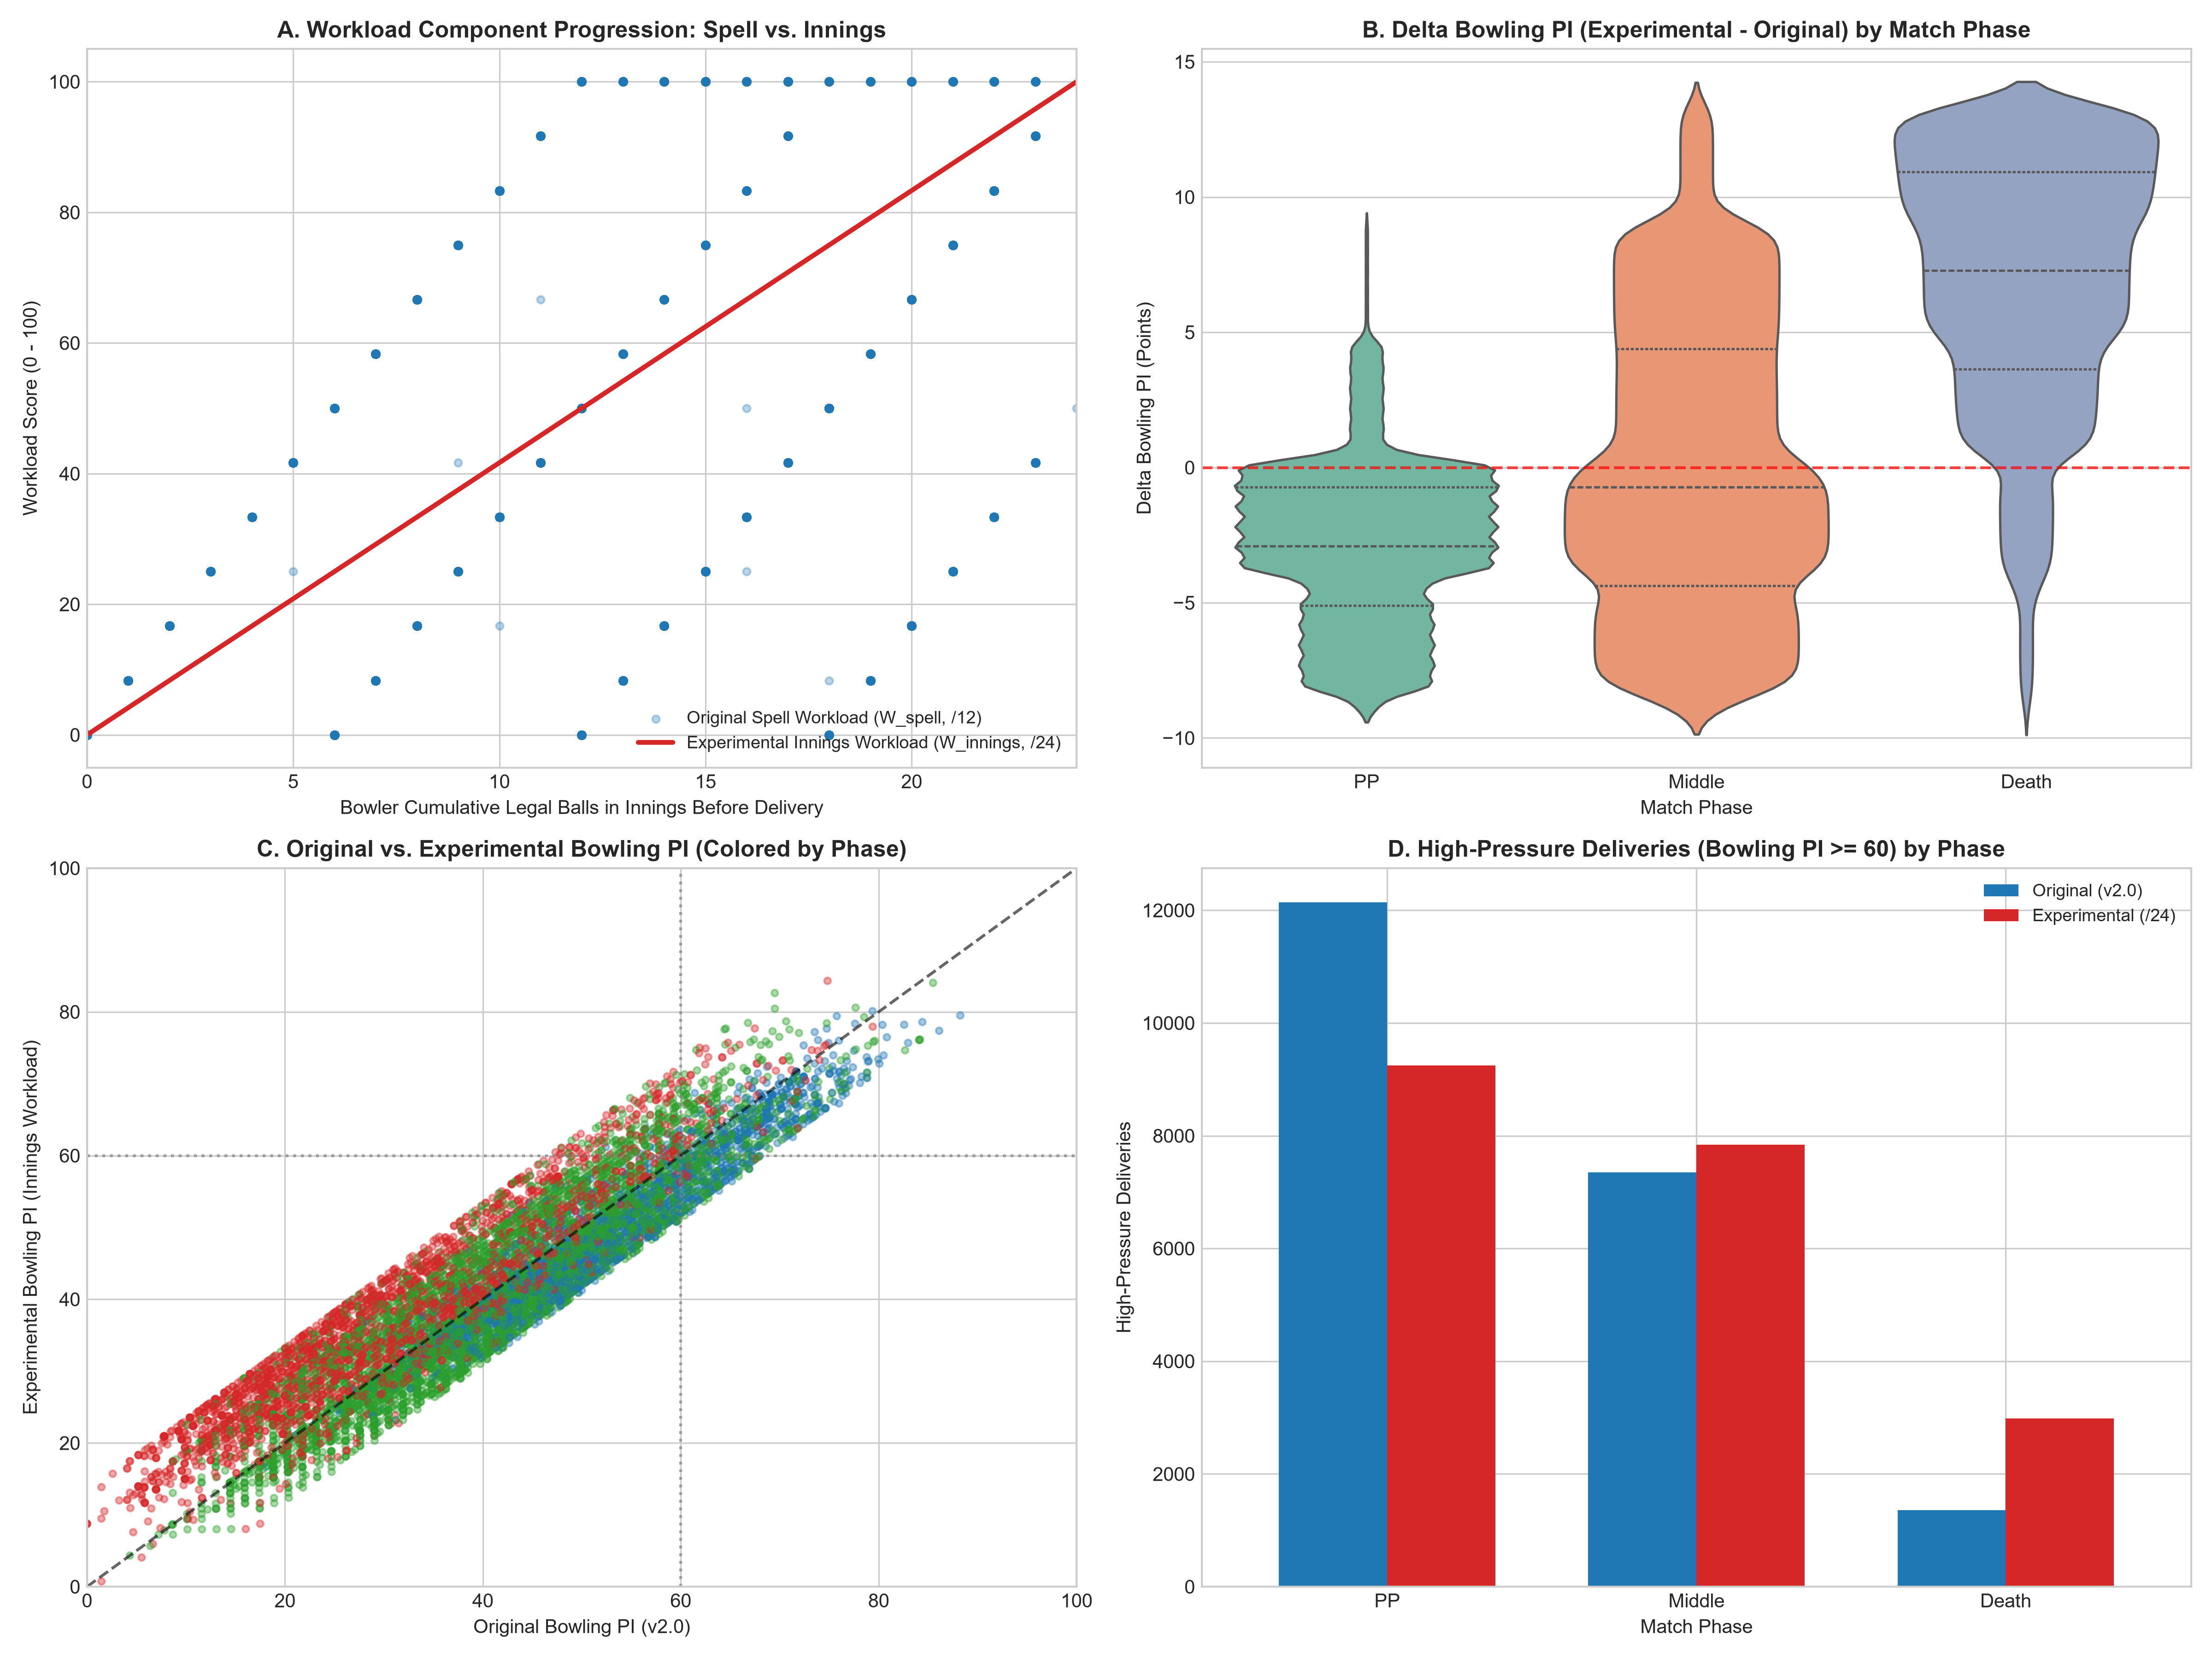 A. Workload Component Progression: Spell vs. Innings
100
80
60
40
20
0
0 5 10 15 20
Workload Score (0 - 100)
Bowler Cumulative Legal Balls in Innings Before Delivery
Original Spell Workload (W_spell, /12)
Experimental Innings Workload (W_innings, /24)
B. Delta Bowling PI (Experimental - Original) by Match Phase
15
10
5
0
−5
−10
PP Middle Death
Delta Bowling PI (Points)
Match Phase
C. Original vs. Experimental Bowling PI (Colored by Phase)
100
80
60
40
20
0
0 20 40 60 80 100
Experimental Bowling PI (Innings Workload)
Original Bowling PI (v2.0)
D. High-Pressure Deliveries (Bowling PI >= 60) by Phase
12000
10000
8000
6000
4000
2000
0
PP Middle Death
High-Pressure Deliveries
Match Phase
Original (v2.0)
Experimental (/24)